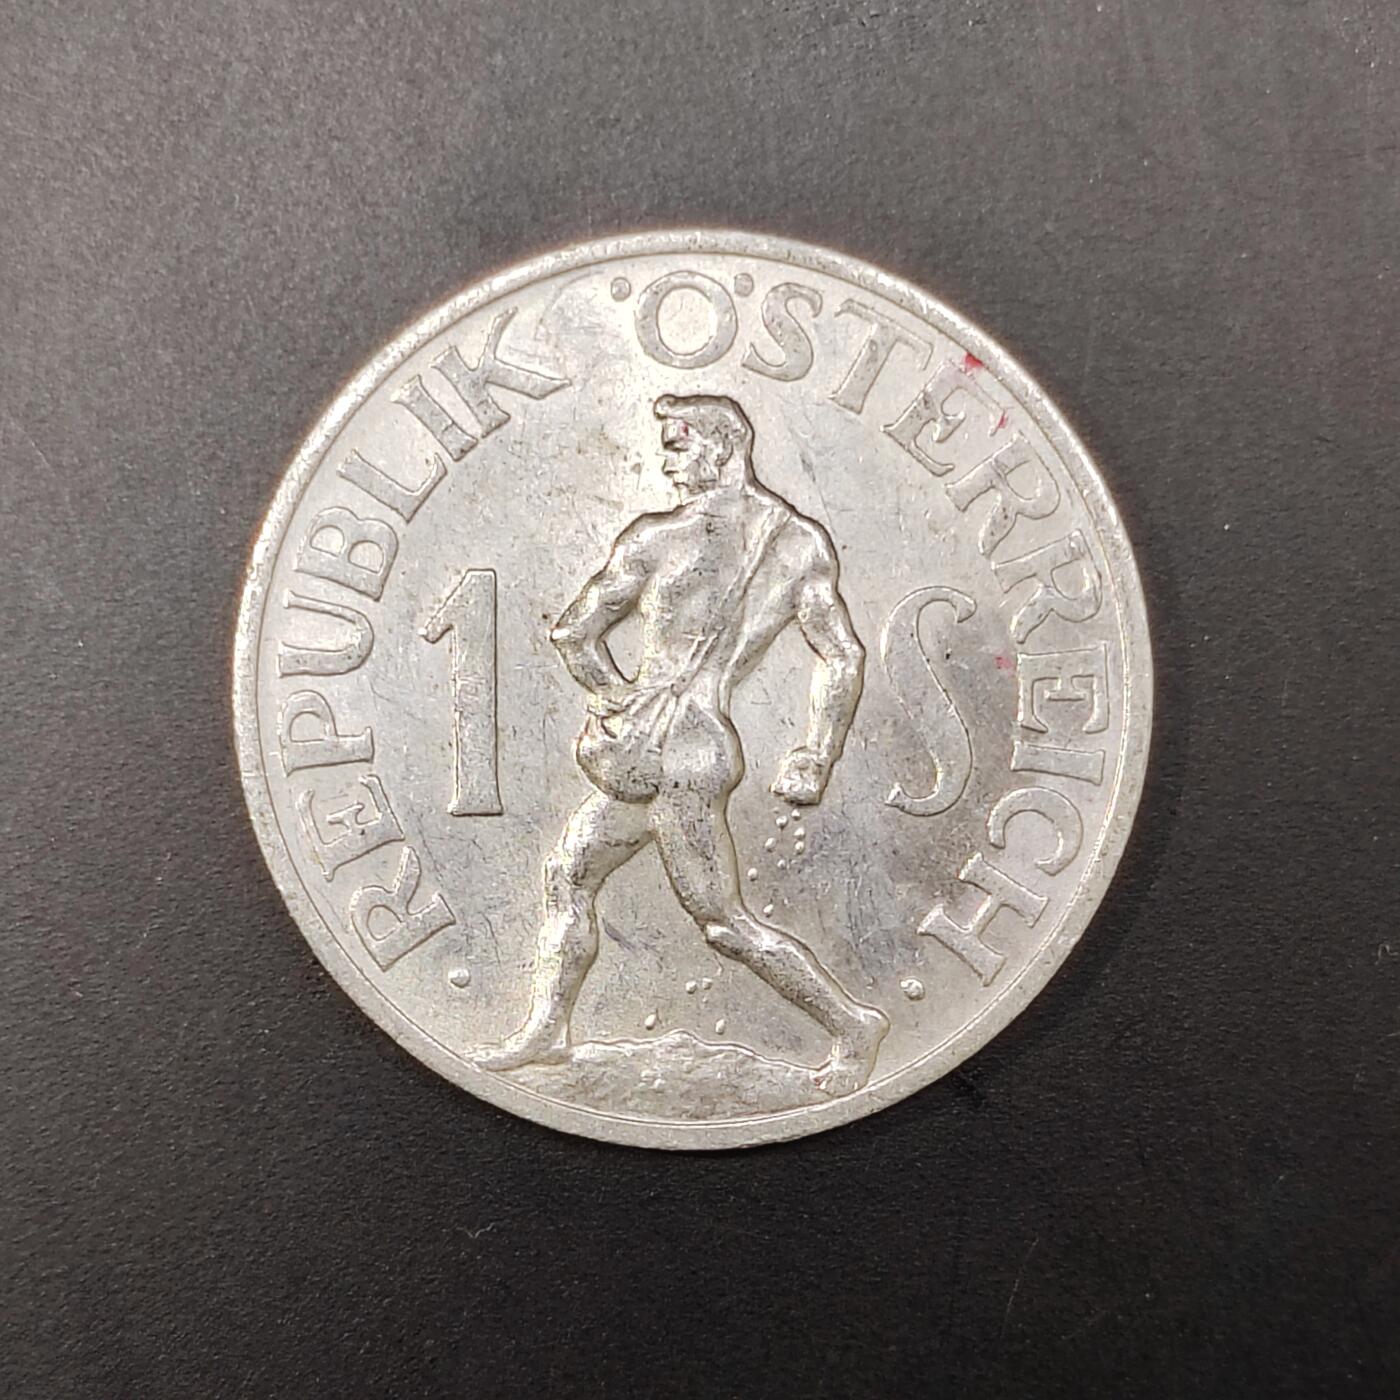 · REPUBLIK ÖSTERREICH ·
1 S